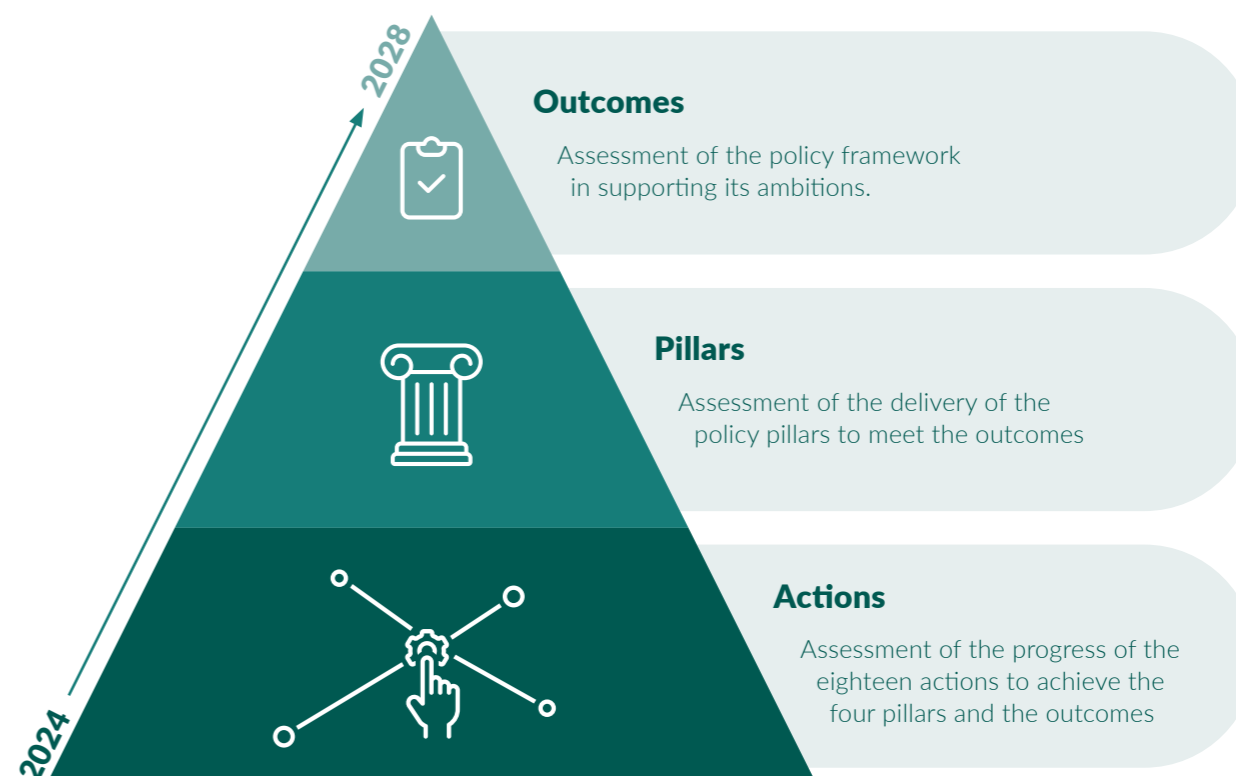 2028
Outcomes
Assessment of the policy framework
in supporting its ambitions.
Pillars
Assessment of the delivery of the
policy pillars to meet the outcomes
Actions
Assessment of the progress of the
eighteen actions to achieve the
four pillars and the outcomes
2024